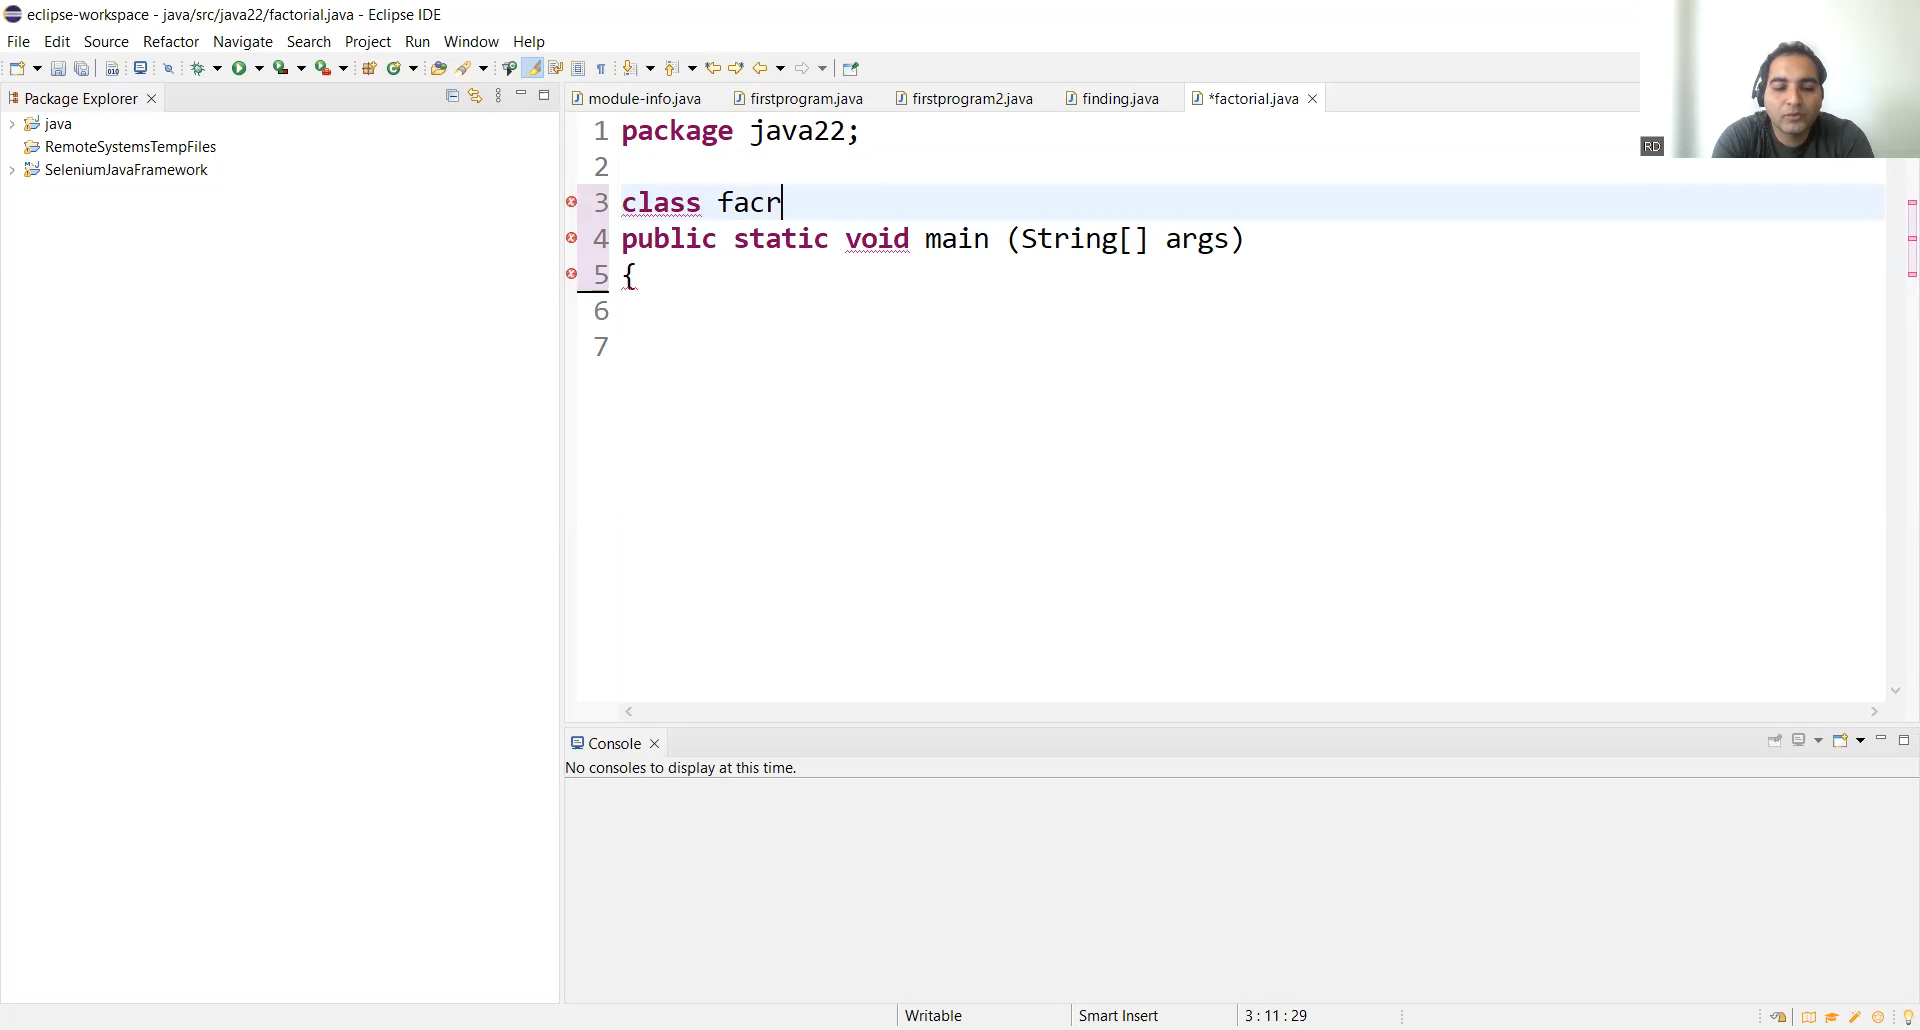 eclipse-workspace - java/src/java22/factorial.java - Eclipse IDE
File Edit Source Refactor Navigate Search Project Run Window Help
Package Explorer
module-info.java firstprogram.java firstprogram2.java finding.java *factorial.java
java
RemoteSystemsTempFiles
SeleniumJavaFramework
1 package java22;
2
3 class facr
4 public static void main (String[] args)
5 {
6
7
RD
Console
No consoles to display at this time.
Writable Smart Insert 3 : 11 : 29